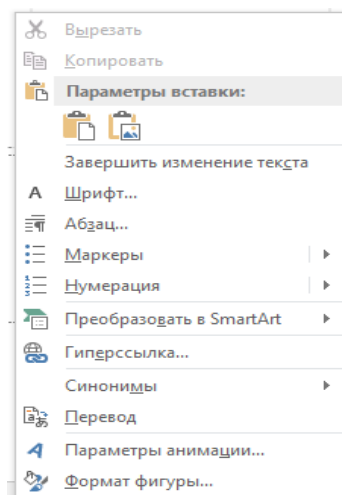 Вырезать
Копировать
Параметры вставки:
Завершить изменение текста
Шрифт...
Абзац...
Маркеры
Нумерация
Преобразовать в SmartArt
Гиперссылка...
Синонимы
Перевод
Параметры анимации...
Формат фигуры...